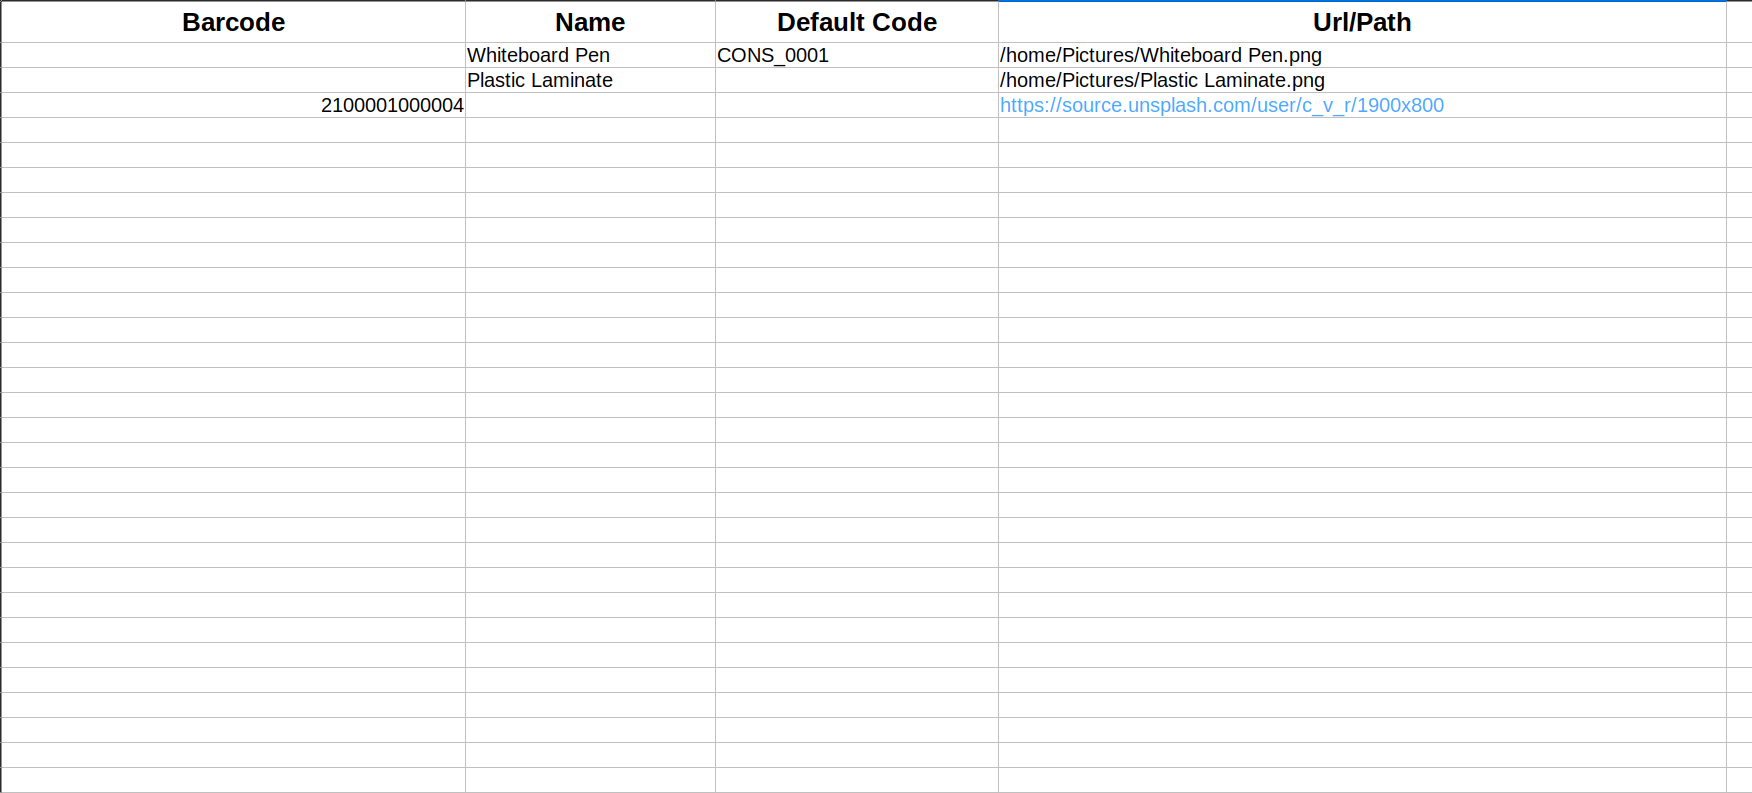 Barcode Name Default Code Url/Path
Whiteboard Pen CONS_0001 /home/Pictures/Whiteboard Pen.png
Plastic Laminate /home/Pictures/Plastic Laminate.png
2100001000004 https://source.unsplash.com/user/c_v_r/1900x800